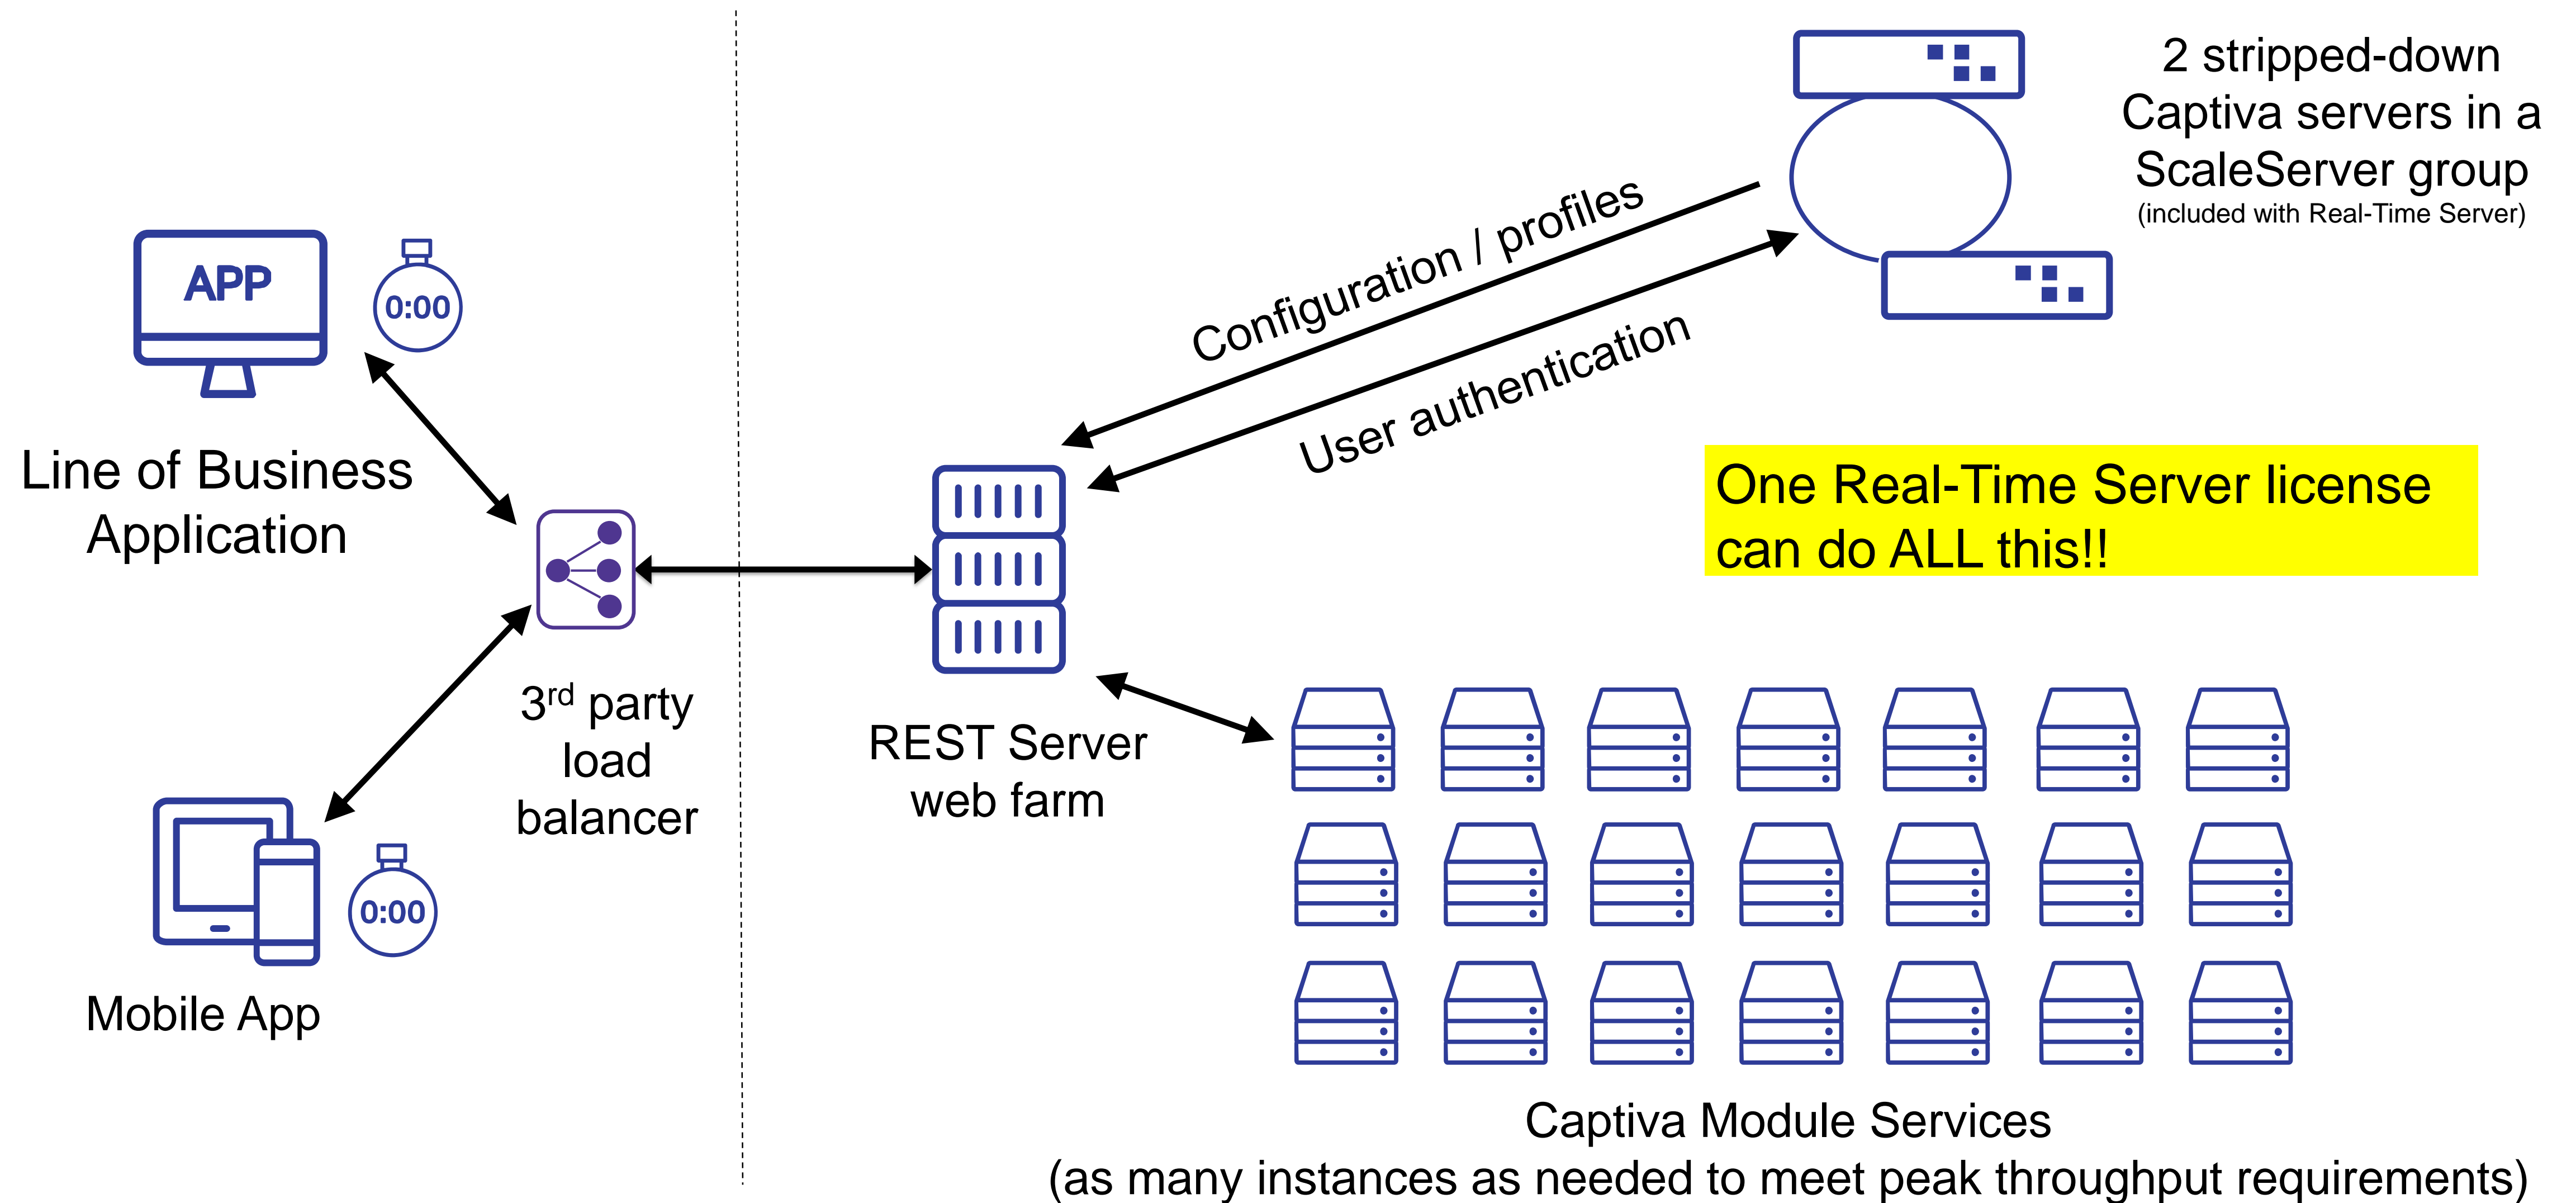 2 stripped-down
Captiva servers in a
ScaleServer group
(included with Real-Time Server)
APP
0:00
Line of Business
Application
Configuration / profiles
User authentication
One Real-Time Server license
can do ALL this!!
3rd party
load
balancer
REST Server
web farm
0:00
Mobile App
Captiva Module Services
(as many instances as needed to meet peak throughput requirements)